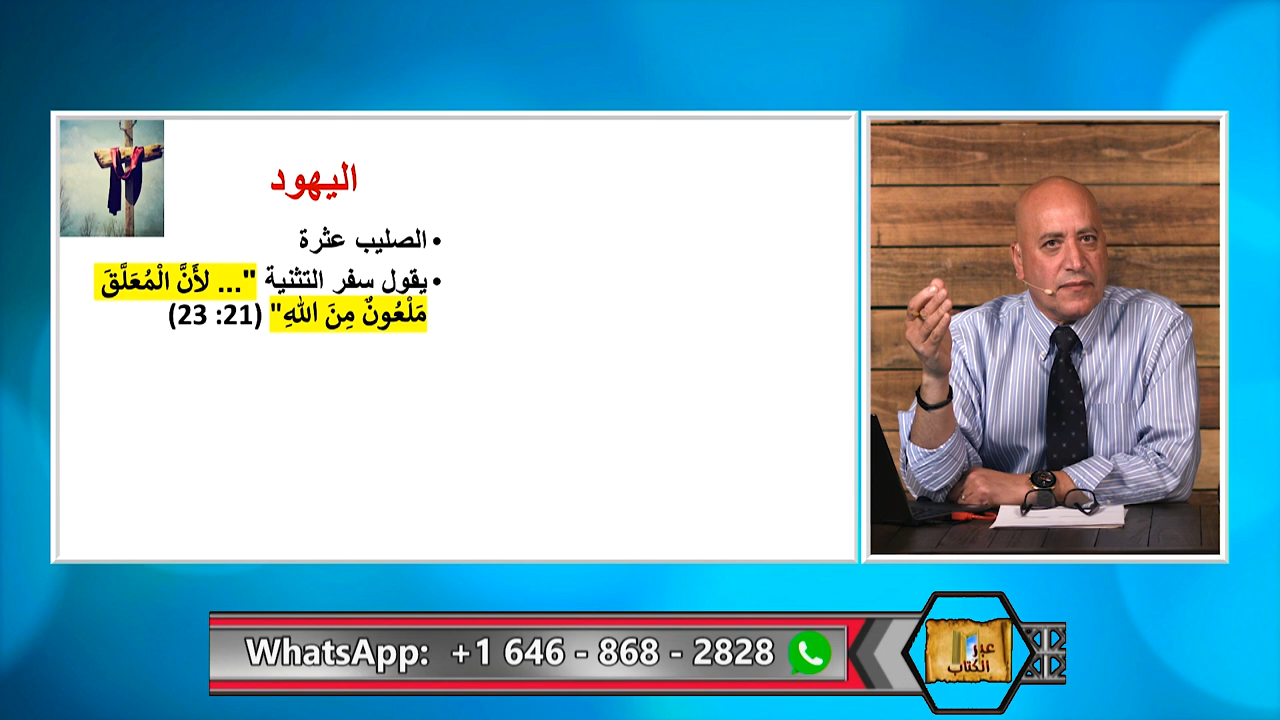 اليهود
• الصليب عثرة
• يقول سفر التثنية "... لأَنَّ الْمُعَلَّقَ
مَلْعُونٌ مِنَ اللهِ" (21: 23)
WhatsApp: +1 646 - 868 - 2828
عبر
الكتاب